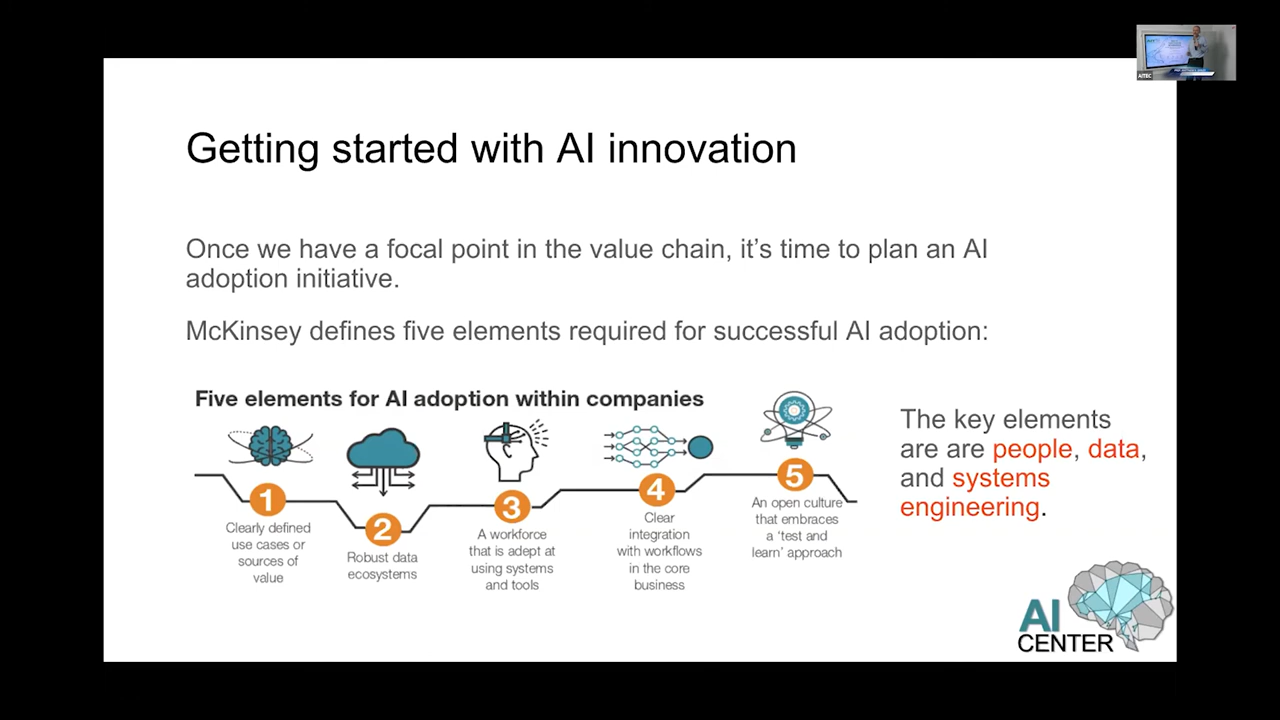 Getting started with AI innovation
Once we have a focal point in the value chain, it’s time to plan an AI
adoption initiative.
McKinsey defines five elements required for successful AI adoption:
Five elements for AI adoption within companies
1
Clearly defined
use cases or
sources of
value
2
Robust data
ecosystems
3
A workforce
that is adept at
using systems
and tools
4
Clear
integration
with workflows
in the core
business
5
An open culture
that embraces
a ‘test and
learn’ approach
The key elements
are are people, data,
and systems
engineering.
AI
CENTER
AITEC